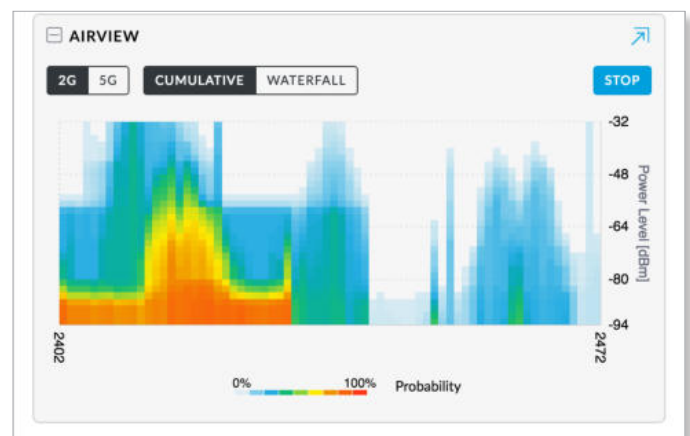 AIRVIEW
2G 5G CUMULATIVE WATERFALL STOP
-32
-48
-64
-80
-94
Power Level [dBm]
2402 2472
0% 100% Probability